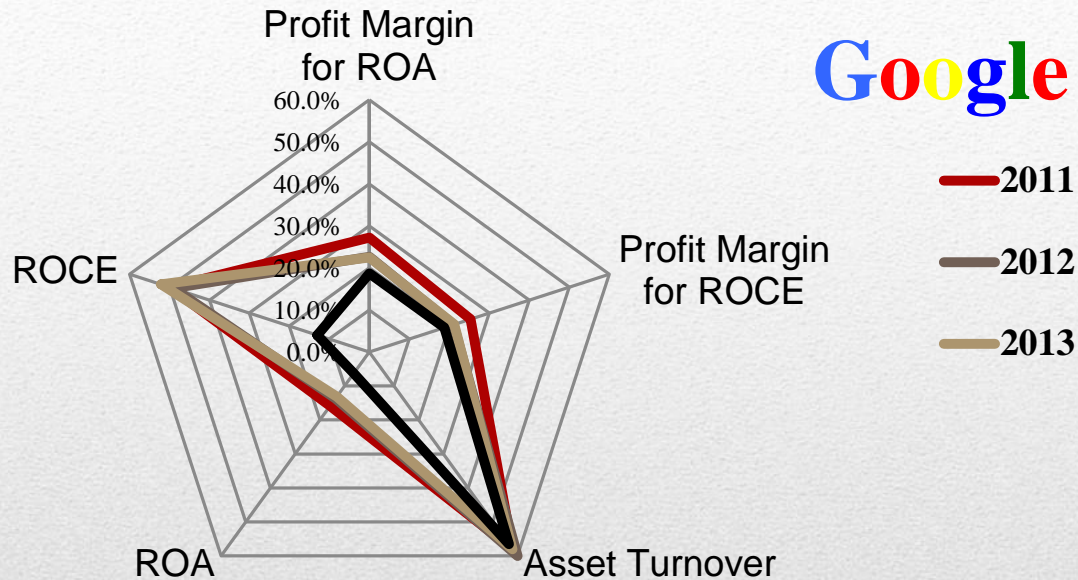 Profit Margin
for ROA
Google
60.0%
50.0%
40.0%
30.0%
20.0%
10.0%
0.0%
2011
2012
2013
Profit Margin
for ROCE
ROCE
ROA
Asset Turnover